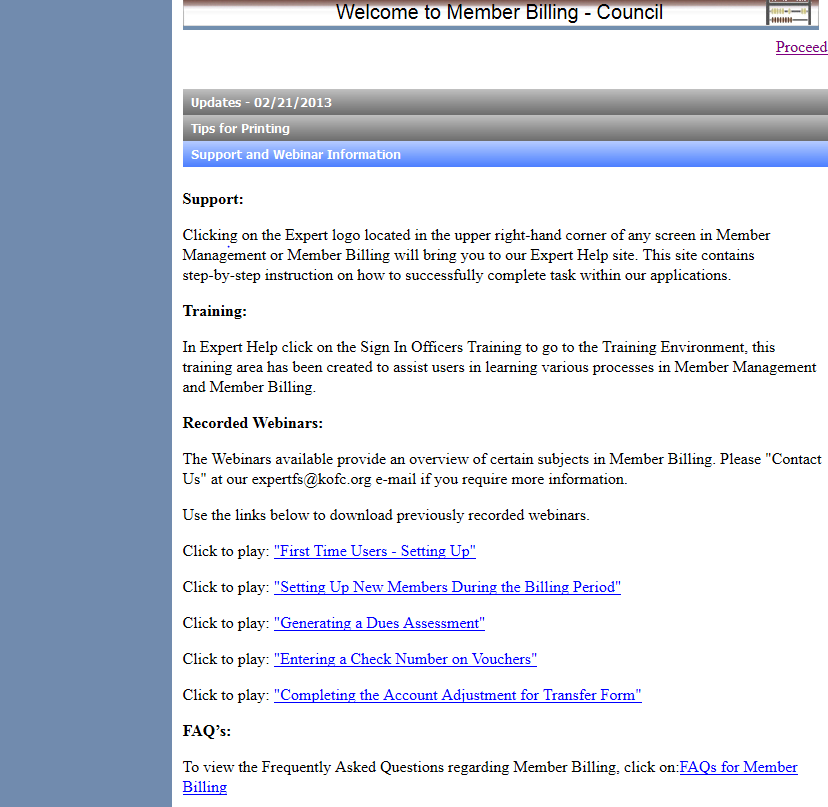 Welcome to Member Billing - Council
Proceed
Updates - 02/21/2013
Tips for Printing
Support and Webinar Information
Support:
Clicking on the Expert logo located in the upper right-hand corner of any screen in Member
Management or Member Billing will bring you to our Expert Help site. This site contains
step-by-step instruction on how to successfully complete task within our applications.
Training:
In Expert Help click on the Sign In Officers Training to go to the Training Environment, this
training area has been created to assist users in learning various processes in Member Management
and Member Billing.
Recorded Webinars:
The Webinars available provide an overview of certain subjects in Member Billing. Please "Contact
Us" at our expertfs@kofc.org e-mail if you require more information.
Use the links below to download previously recorded webinars.
Click to play: "First Time Users - Setting Up"
Click to play: "Setting Up New Members During the Billing Period"
Click to play: "Generating a Dues Assessment"
Click to play: "Entering a Check Number on Vouchers"
Click to play: "Completing the Account Adjustment for Transfer Form"
FAQ’s:
To view the Frequently Asked Questions regarding Member Billing, click on:FAQs for Member
Billing